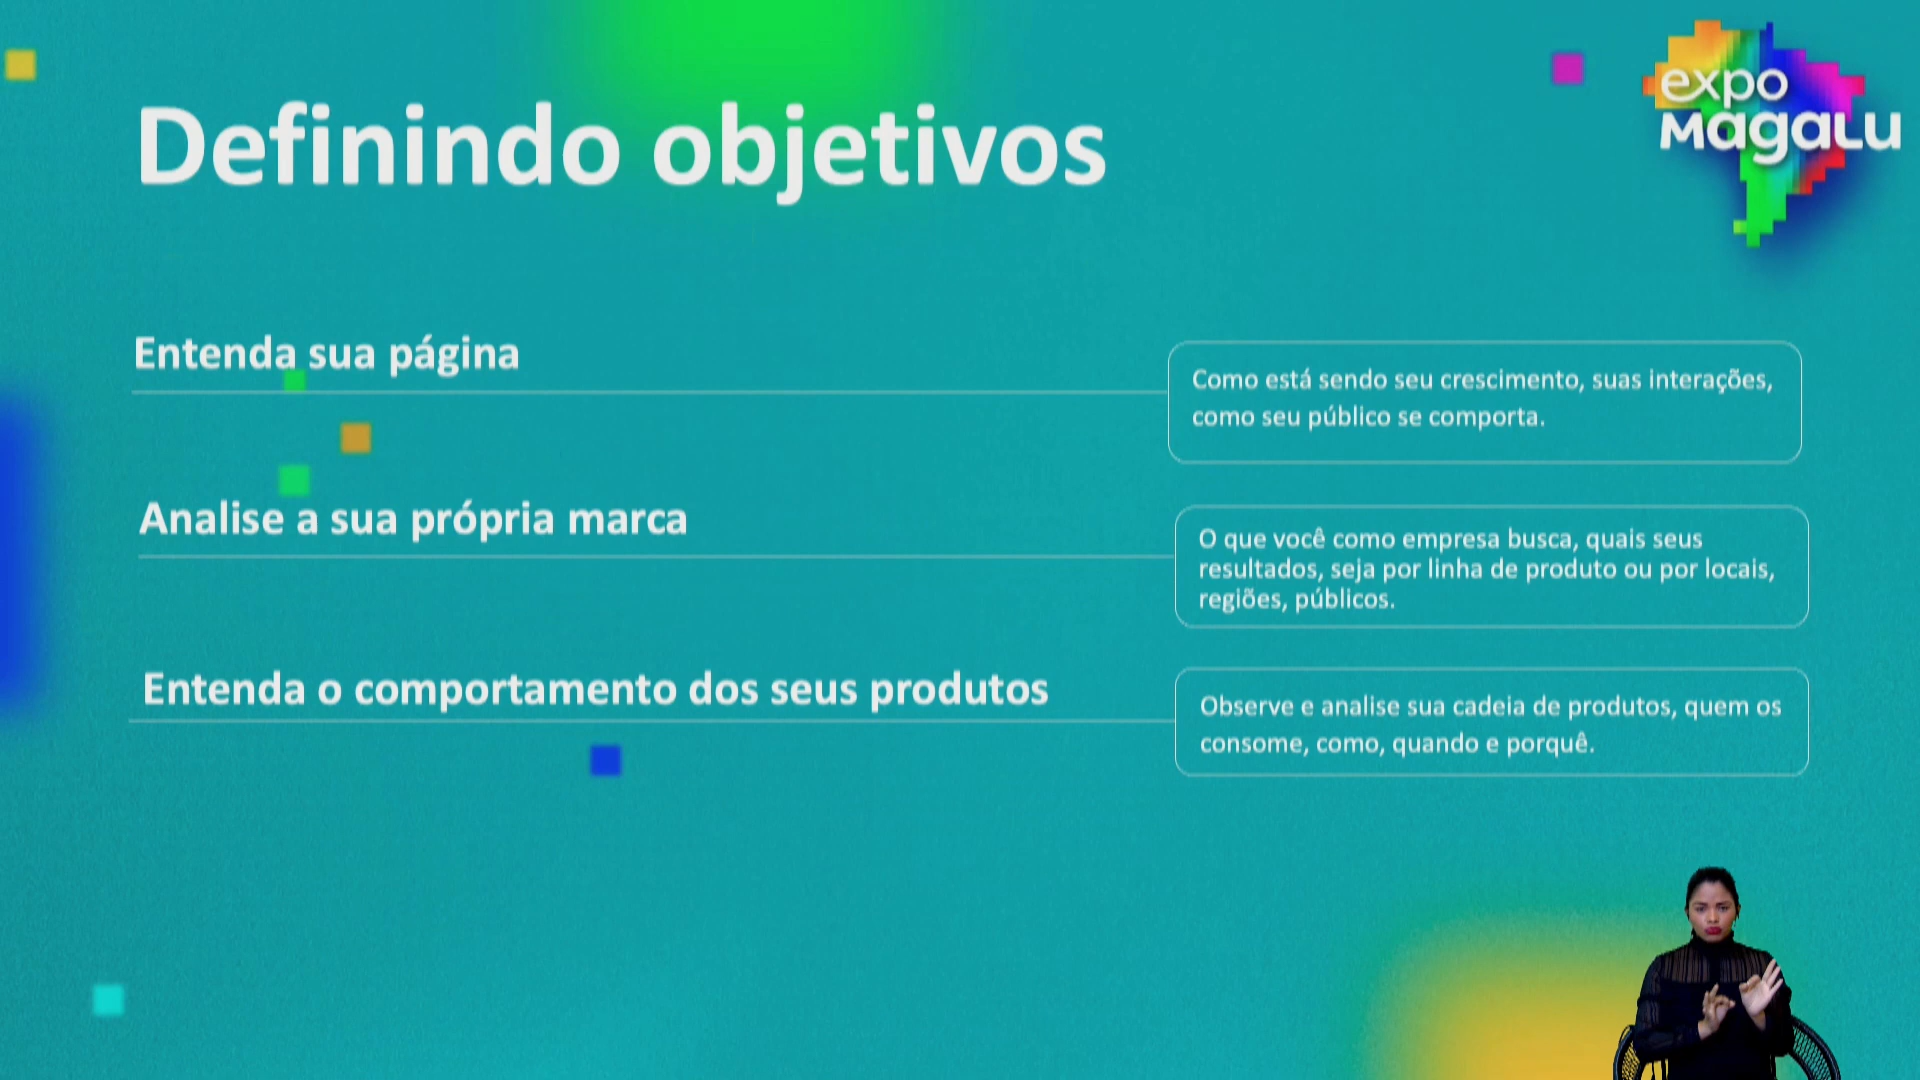 expo
Magalu
Definindo objetivos
Entenda sua página
Como está sendo seu crescimento, suas interações,
como seu público se comporta.
Analise a sua própria marca
O que você como empresa busca, quais seus
resultados, seja por linha de produto ou por locais,
regiões, públicos.
Entenda o comportamento dos seus produtos
Observe e analise sua cadeia de produtos, quem os
consome, como, quando e porquê.